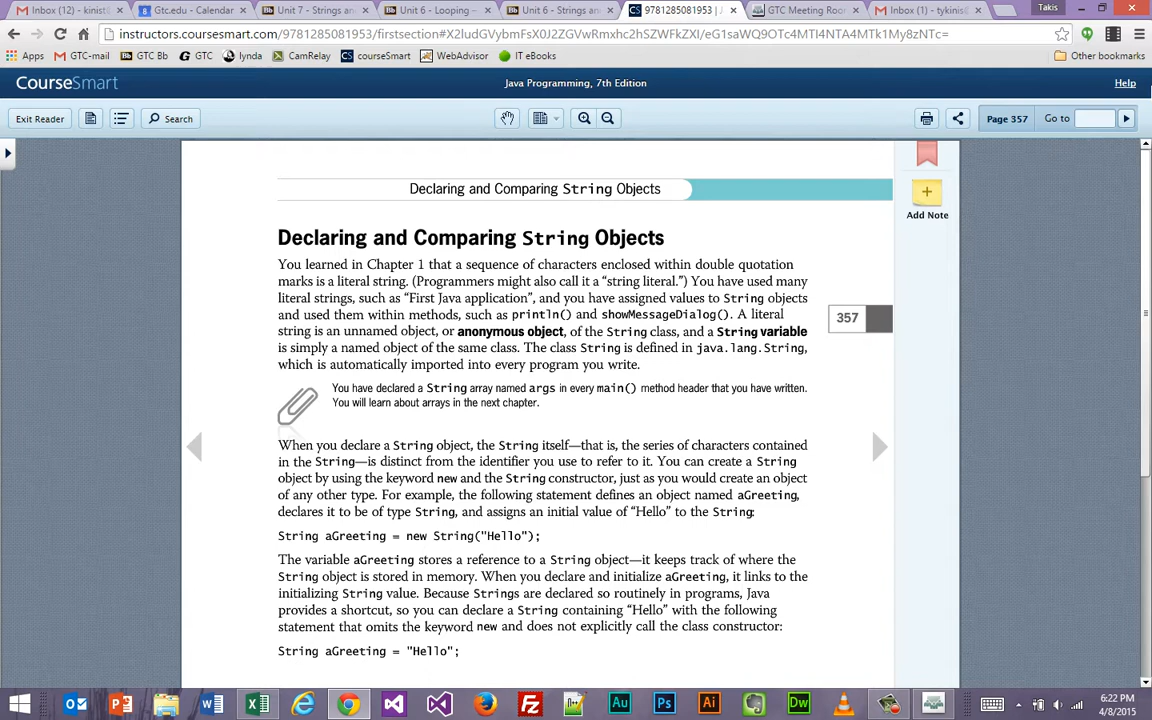 Inbox (12) - kinist@
Gtc.edu - Calendar
Unit 7 - Strings and
Unit 6 - Looping –
Unit 6 - Strings and
9781285081953 |
GTC Meeting Room
Inbox (1) - tykinis@
Takis
instructors.coursesmart.com/9781285081953/firstsection#X2ludGVybmFsX0J2ZGVwRmxhc2hSZWFkZXI/eG1saWQ9OTc4MTI4NTA4MTk1My8zNTc=
Apps
GTC-mail
GTC Bb
GTC
lynda
CamRelay
courseSmart
WebAdvisor
IT eBooks
Other bookmarks
CourseSmart
Java Programming, 7th Edition
Help
Exit Reader
Search
Page 357
Go to
Declaring and Comparing String Objects
Add Note
Declaring and Comparing String Objects
You learned in Chapter 1 that a sequence of characters enclosed within double quotation
marks is a literal string. (Programmers might also call it a “string literal.”) You have used many
literal strings, such as “First Java application”, and you have assigned values to String objects
and used them within methods, such as println() and showMessageDialog(). A literal
string is an unnamed object, or anonymous object, of the String class, and a String variable
is simply a named object of the same class. The class String is defined in java.lang.String,
which is automatically imported into every program you write.
357
You have declared a String array named args in every main() method header that you have written.
You will learn about arrays in the next chapter.
When you declare a String object, the String itself—that is, the series of characters contained
in the String—is distinct from the identifier you use to refer to it. You can create a String
object by using the keyword new and the String constructor, just as you would create an object
of any other type. For example, the following statement defines an object named aGreeting,
declares it to be of type String, and assigns an initial value of “Hello” to the String:
String aGreeting = new String("Hello");
The variable aGreeting stores a reference to a String object—it keeps track of where the
String object is stored in memory. When you declare and initialize aGreeting, it links to the
initializing String value. Because Strings are declared so routinely in programs, Java
provides a shortcut, so you can declare a String containing “Hello” with the following
statement that omits the keyword new and does not explicitly call the class constructor:
String aGreeting = "Hello";
6:22 PM
4/8/2015